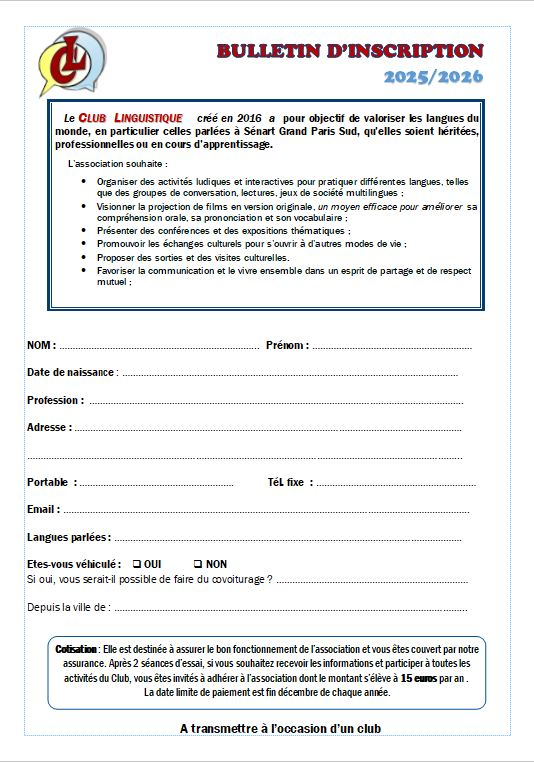 CL
BULLETIN D'INSCRIPTION
2025/2026
Le CLUB LINGUISTIQUE créé en 2016 a pour objectif de valoriser les langues du
monde, en particulier celles parlées à Sénart Grand Paris Sud, qu'elles soient héritées,
professionnelles ou en cours d'apprentissage.
L'association souhaite :
• Organiser des activités ludiques et interactives pour pratiquer différentes langues, telles
que des groupes de conversation, lectures, jeux de société multilingues ;
• Visionner la projection de films en version originale, un moyen efficace pour améliorer sa
compréhension orale, sa prononciation et son vocabulaire ;
• Présenter des conférences et des expositions thématiques ;
• Promouvoir les échanges culturels pour s'ouvrir à d'autres modes de vie ;
• Proposer des sorties et des visites culturelles.
• Favoriser la communication et le vivre ensemble dans un esprit de partage et de respect
mutuel ;
NOM : ................................................ Prénom : ................................................
Date de naissance : ................................................
Profession : ................................................
Adresse : ................................................
................................................
Portable : ................................................ Tél. fixe : ................................................
Email : ................................................
Langues parlées : ................................................
Etes-vous véhiculé : ❑ OUI ❑ NON
Si oui, vous serait-il possible de faire du covoiturage ? ................................................
Depuis la ville de : ................................................
Cotisation : Elle est destinée à assurer le bon fonctionnement de l'association et vous êtes couvert par notre
assurance. Après 2 séances d'essai, si vous souhaitez recevoir les informations et participer à toutes les
activités du Club, vous êtes invités à adhérer à l'association dont le montant s'élève à 15 euros par an .
La date limite de paiement est fin décembre de chaque année.
A transmettre à l'occasion d'un club